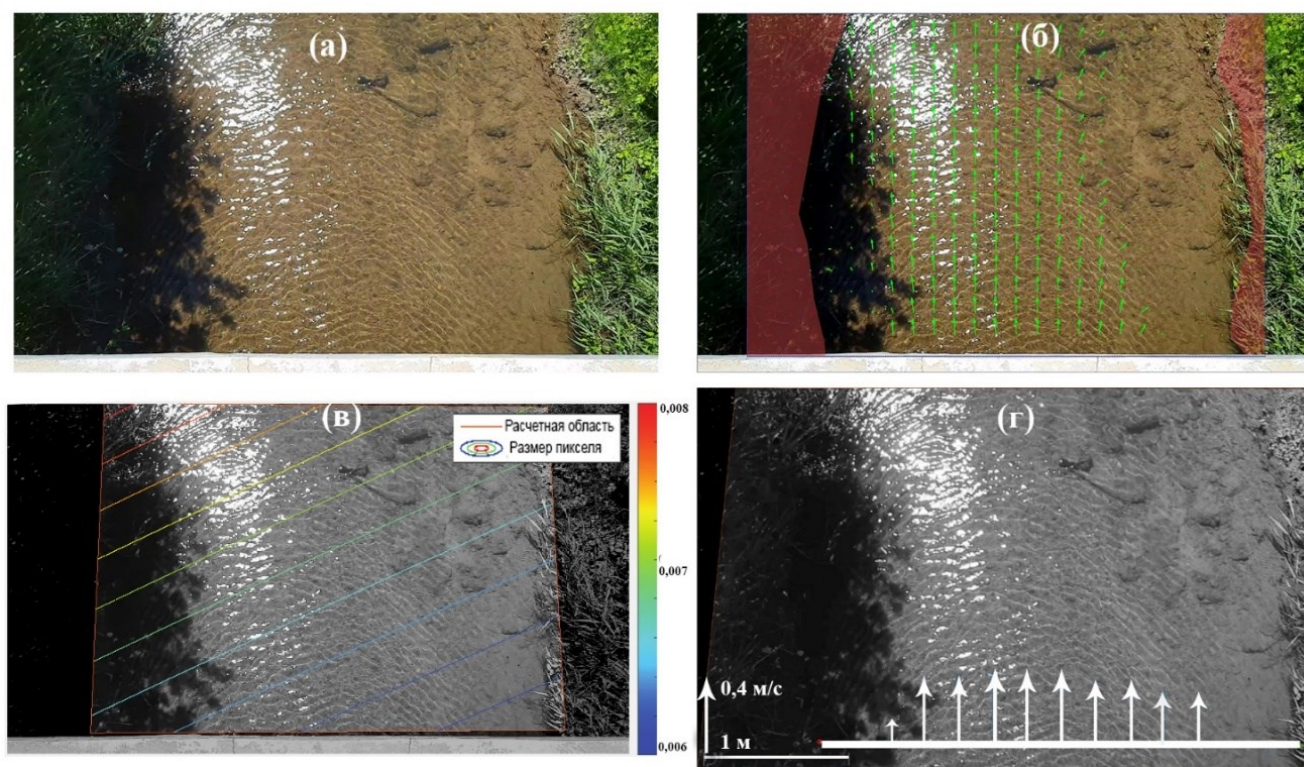 (а)
(б)
(в)
Расчетная область
Размер пикселя
0,008
0,007
0,006
(г)
0,4 м/с
1 м